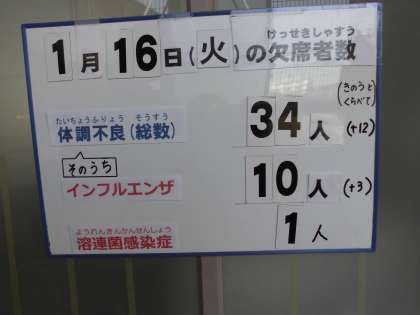 けっせきしゃすう
1月16日(火)の欠席者数
(きのうと
くらべて)
たいちょうふりょう そうすう
体調不良(総数) 34人(+12)
そのうち
インフルエンザ 10人(+3)
ようれんきんかんせんしょう
溶連菌感染症 1人